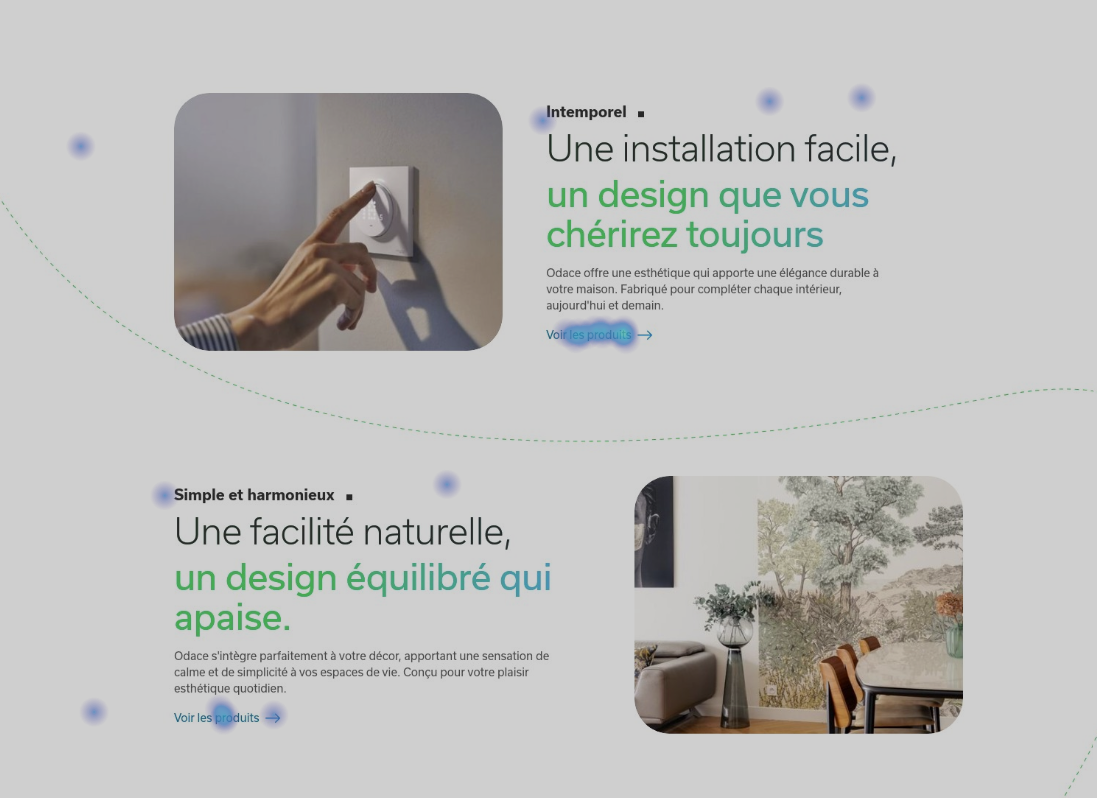 Intemporel
Une installation facile,
un design que vous
chérirez toujours
Odace offre une esthétique qui apporte une élégance durable à
votre maison. Fabriqué pour compléter chaque intérieur,
aujourd'hui et demain.
Voir les produits →
Simple et harmonieux
Une facilité naturelle,
un design équilibré qui
apaise.
Odace s'intègre parfaitement à votre décor, apportant une sensation de
calme et de simplicité à vos espaces de vie. Conçu pour votre plaisir
esthétique quotidien.
Voir les produits →